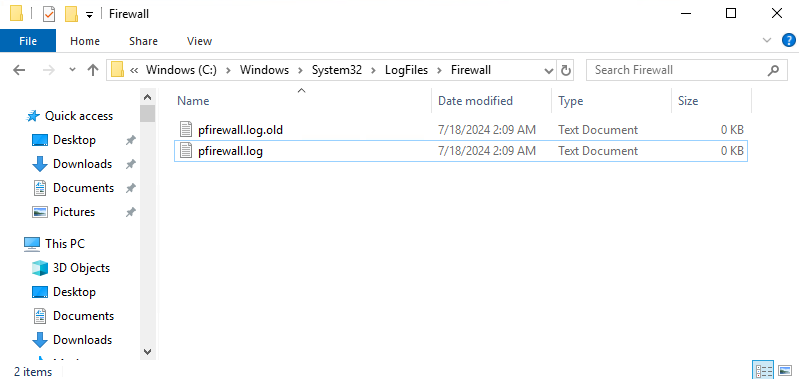 Firewall
File Home Share View
« Windows (C:) › Windows › System32 › LogFiles › Firewall Search Firewall
Name Date modified Type Size
pfirewall.log.old 7/18/2024 2:09 AM Text Document 0 KB
pfirewall.log 7/18/2024 2:09 AM Text Document 0 KB
Quick access
Desktop
Downloads
Documents
Pictures
This PC
3D Objects
Desktop
Documents
Downloads
2 items